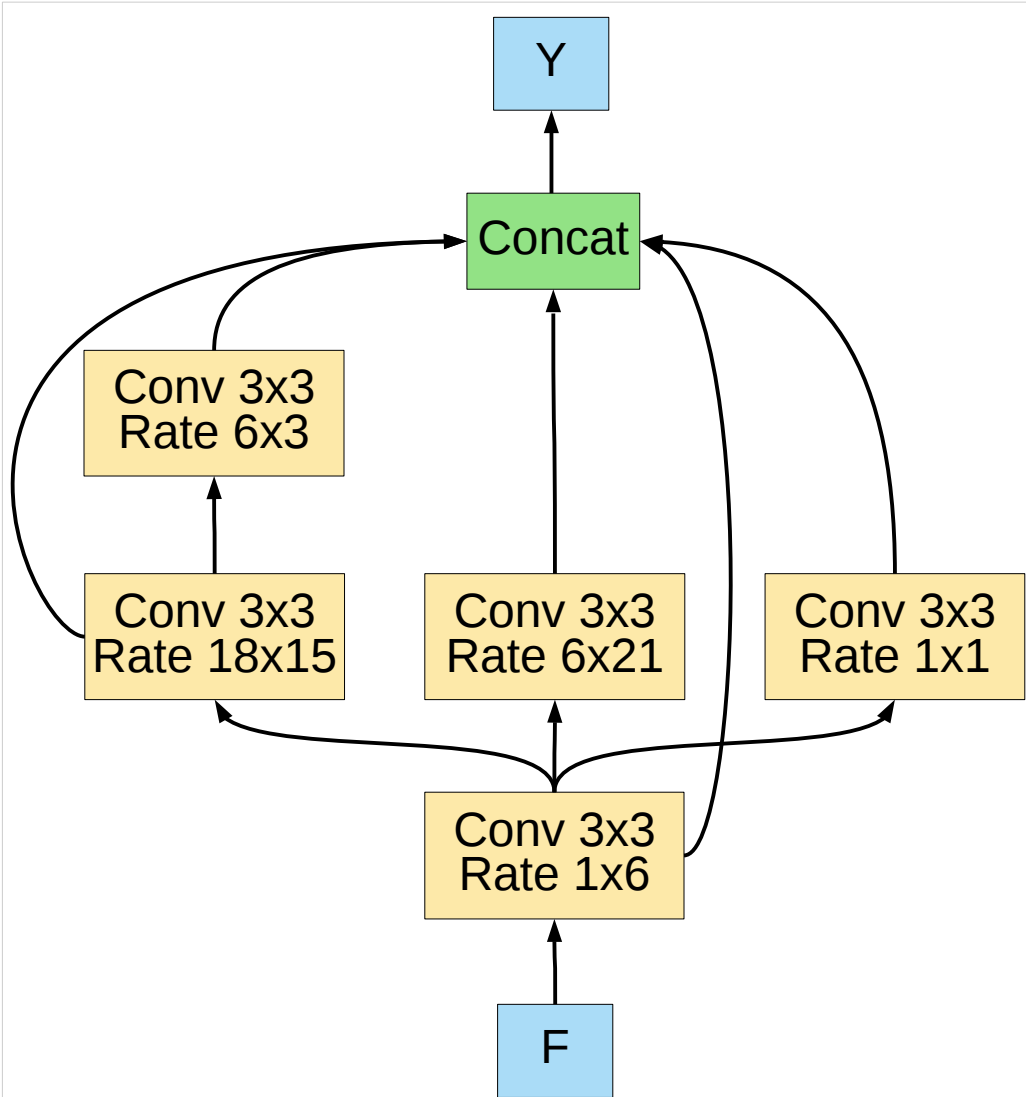 Y
Concat
Conv 3x3
Rate 6x3
Conv 3x3
Rate 18x15
Conv 3x3
Rate 6x21
Conv 3x3
Rate 1x1
Conv 3x3
Rate 1x6
F